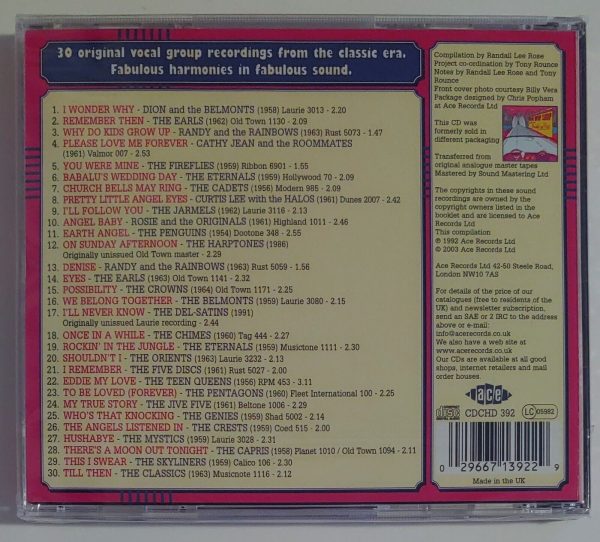 30 original vocal group recordings from the classic era.
Fabulous harmonies in fabulous sound.
1. I WONDER WHY - DION and the BELMONTS (1958) Laurie 3013 - 2.20
2. REMEMBER THEN - THE EARLS (1962) Old Town 1130 - 2.09
3. WHY DO KIDS GROW UP - RANDY and the RAINBOWS (1963) Rust 5073 - 1.47
4. PLEASE LOVE ME FOREVER - CATHY JEAN and the ROOMMATES
(1961) Valmor 007 - 2.53
5. YOU WERE MINE - THE FIREFLIES (1959) Ribbon 6901 - 1.55
6. BABALU'S WEDDING DAY - THE ETERNALS (1959) Hollywood 70 - 2.09
7. CHURCH BELLS MAY RING - THE CADETS (1956) Modern 985 - 2.09
8. PRETTY LITTLE ANGEL EYES - CURTIS LEE with the HALOS (1961) Dunes 2007 - 2.42
9. I'LL FOLLOW YOU - THE JARMELS (1962) Laurie 3116 - 2.13
10. ANGEL BABY - ROSIE and the ORIGINALS (1961) Highland 1011 - 2.46
11. EARTH ANGEL - THE PENGUINS (1954) Dootone 348 - 2.55
12. ON SUNDAY AFTERNOON - THE HARPTONES (1986)
Originally unissued Old Town master - 2.29
13. DENISE - RANDY and the RAINBOWS (1963) Rust 5059 - 1.56
14. EYES - THE EARLS (1963) Old Town 1141 - 2.32
15. POSSIBILITY - THE CROWNS (1964) Old Town 1171 - 2.25
16. WE BELONG TOGETHER - THE BELMONTS (1959) Laurie 3080 - 2.15
17. I'LL NEVER KNOW - THE DEL-SATINS (1991)
Originally unissued Laurie recording - 2.44
18. ONCE IN A WHILE - THE CHIMES (1960) Tag 444 - 2.27
19. ROCKIN' IN THE JUNGLE - THE ETERNALS (1959) Musictone 1111 - 2.30
20. SHOULDN'T I - THE ORIENTS (1963) Laurie 3232 - 2.13
21. I REMEMBER - THE FIVE DISCS (1961) Rust 5027 - 2.00
22. EDDIE MY LOVE - THE TEEN QUEENS (1956) RPM 453 - 3.11
23. TO BE LOVED (FOREVER) - THE PENTAGONS (1960) Fleet International 100 - 2.25
24. MY TRUE STORY - THE JIVE FIVE (1961) Beltone 1006 - 2.29
25. WHO'S THAT KNOCKING - THE GENIES (1959) Shad 5002 - 2.14
26. THE ANGELS LISTENED IN - THE CRESTS (1959) Coed 515 - 2.00
27. HUSHABYE - THE MYSTICS (1959) Laurie 3028 - 2.31
28. THERE'S A MOON OUT TONIGHT - THE CAPRIS (1958) Planet 1010 / Old Town 1094 - 2.11
29. THIS I SWEAR - THE SKYLINERS (1959) Calico 106 - 2.30
30. TILL THEN - THE CLASSICS (1963) Musicnote 1116 - 2.12
Compilation by Randall Lee Rose
Project co-ordination by Tony Rounce
Notes by Randall Lee Rose and Tony
Rounce
Front cover photo courtesy Billy Vera
Package designed by Chris Popham
at Ace Records Ltd
This CD was
formerly sold in
different packaging
Transferred from
original analogue master tapes
Mastered by Sound Mastering Ltd
The copyrights in these sound
recordings are owned by the
copyright owners listed in the
booklet and are licensed to Ace
Records Ltd
This compilation
℗ 1992 Ace Records Ltd
© 2003 Ace Records Ltd
Ace Records Ltd 42-50 Steele Road,
London NW10 7AS
For details of the price of our
catalogues (free to residents of the
UK) and newsletter subscription,
send an SAE or 2 IRC to the address
above or e-mail:
info@acerecords.co.uk
We also have a web site at
www.acerecords.co.uk
Our CDs are available at all good
shops, internet retailers and mail
order houses.
ace
CDCHD 392
LC 05982
0 29667 13922 9
Made in the UK